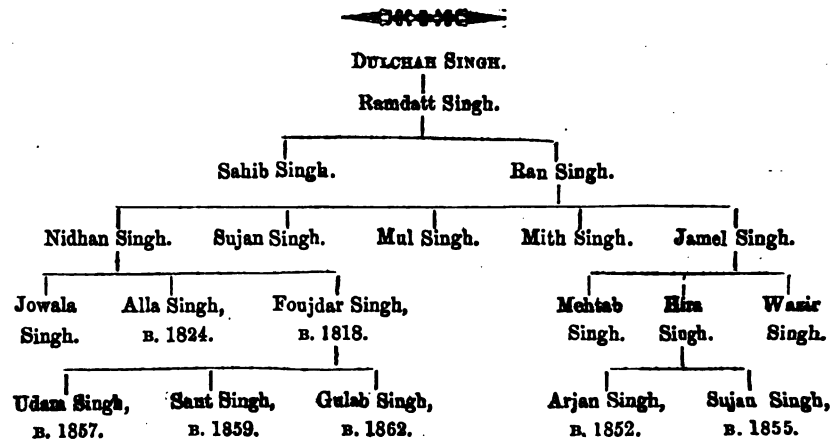 DULCHAH SINGH.
Ramdatt Singh.
Sahib Singh. Ran Singh.
Nidhan Singh. Sujan Singh. Mul Singh. Mith Singh. Jamel Singh.
Jowala Alla Singh, Foujdar Singh, Mehtab Hira Wazir
Singh. B. 1824. B. 1818. Singh. Singh. Singh.
Udam Singh, Sant Singh, Gulab Singh, Arjan Singh, Sujan Singh,
B. 1857. B. 1859. B. 1862. B. 1852. B. 1855.